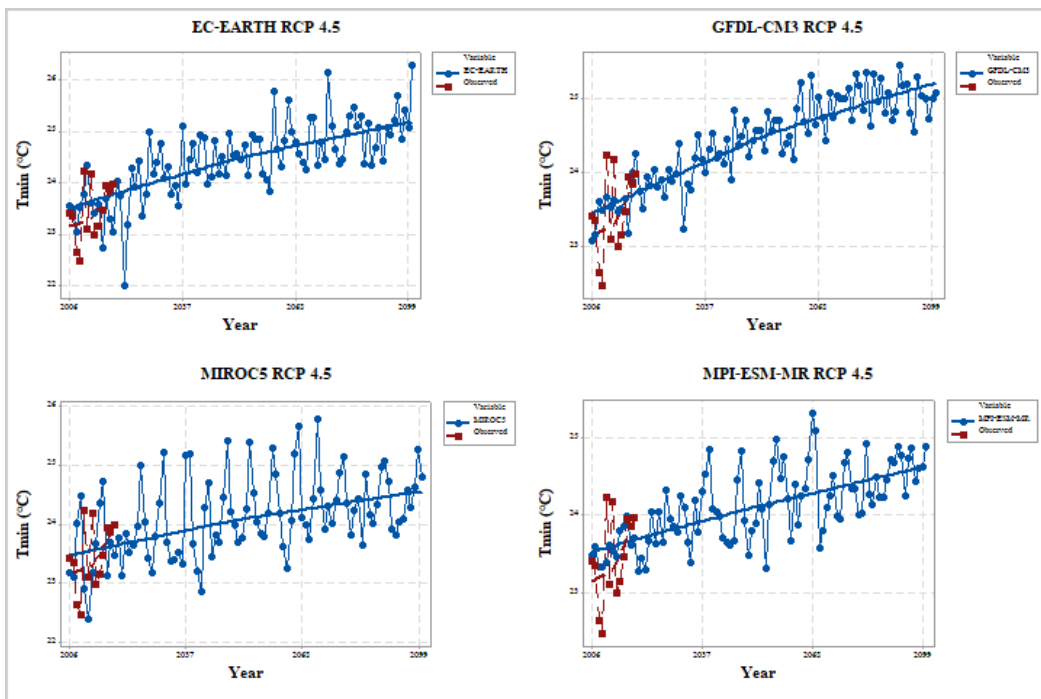 EC-EARTH RCP 4.5
Variable
EC-EARTH
Observed
26
25
24
23
22
Tmin (°C)
2006
2037
2068
2099
Year
GFDL-CM3 RCP 4.5
Variable
GFDL-CM3
Observed
25
24
23
Tmin (°C)
2006
2037
2068
2099
Year
MIROC5 RCP 4.5
Variable
MIROC5
Observed
26
25
24
23
22
Tmin (°C)
2006
2037
2068
2099
Year
MPI-ESM-MR RCP 4.5
Variable
MPI-ESM-MR
Observed
25
24
23
Tmin (°C)
2006
2037
2068
2099
Year